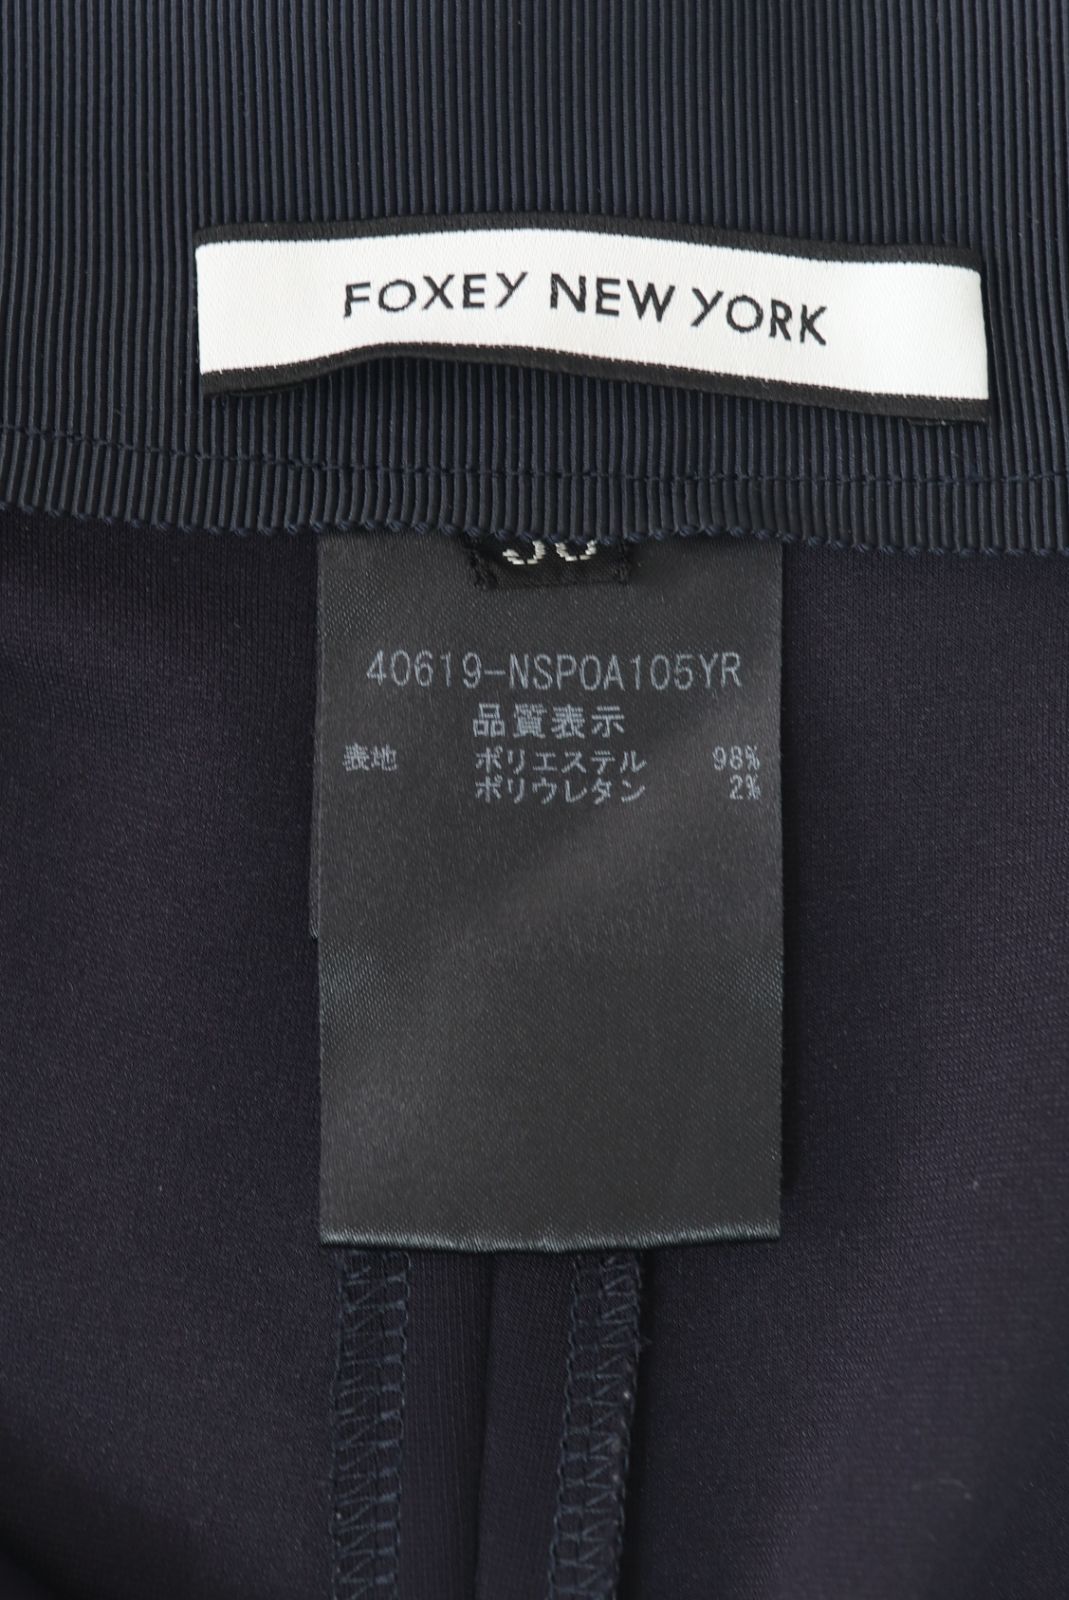 FOXEY NEW YORK
40619-NSPOA105YR
品質表示
表地 ポリエステル 98%
ポリウレタン 2%